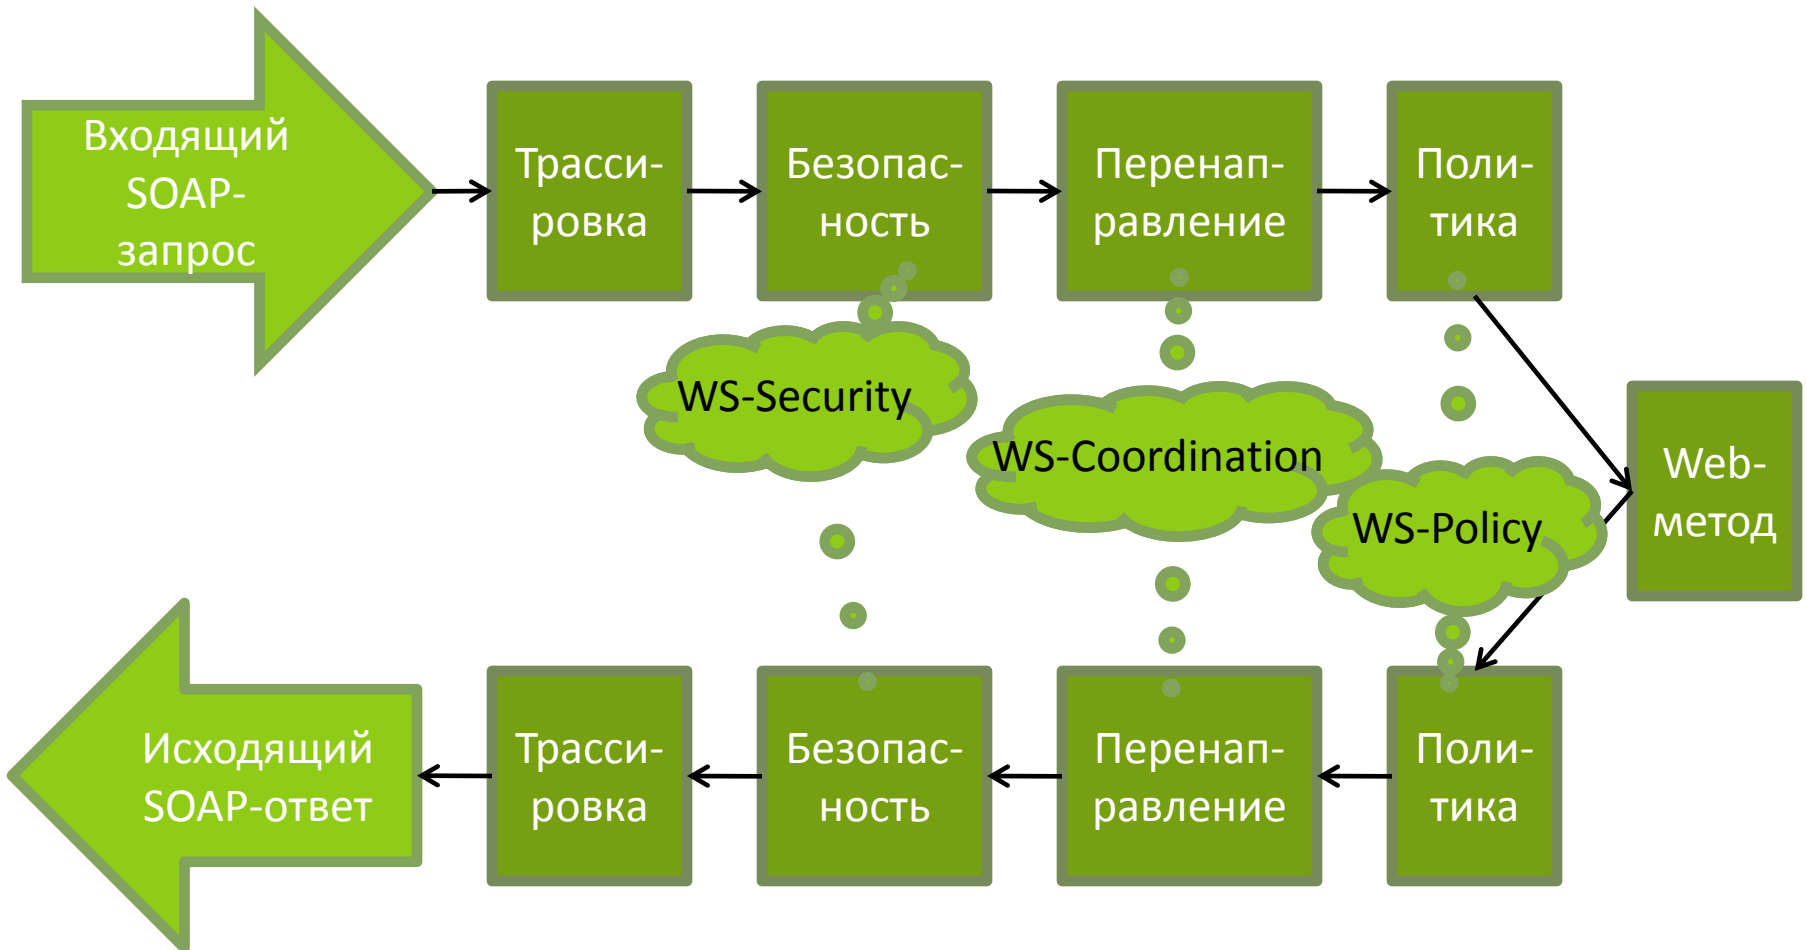 Входящий
SOAP-
запрос
Трасси-
ровка
Безопас-
ность
Перенап-
равление
Поли-
тика
WS-Security
WS-Coordination
WS-Policy
Web-
метод
Исходящий
SOAP-ответ
Трасси-
ровка
Безопас-
ность
Перенап-
равление
Поли-
тика